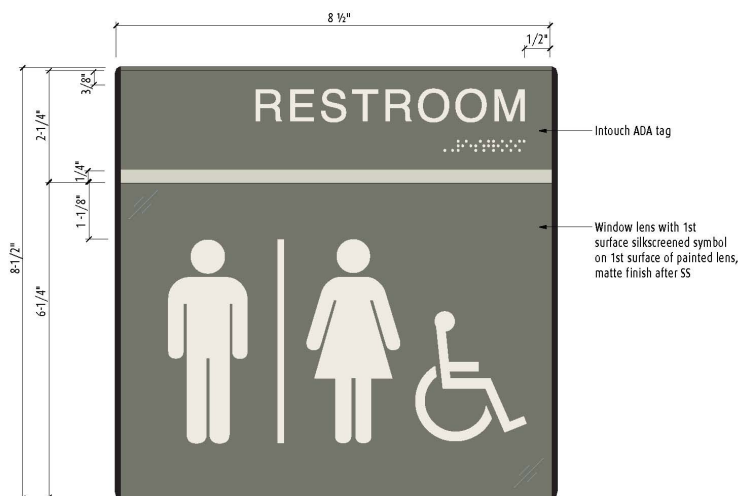 8 ½"
1/2"
3/8"
2-1/4"
RESTROOM
Intouch ADA tag
1/4"
1 -1/8"
Window lens with 1st
surface silkscreened symbol
on 1st surface of painted lens,
matte finish after SS
8-1/2"
6-1/4"